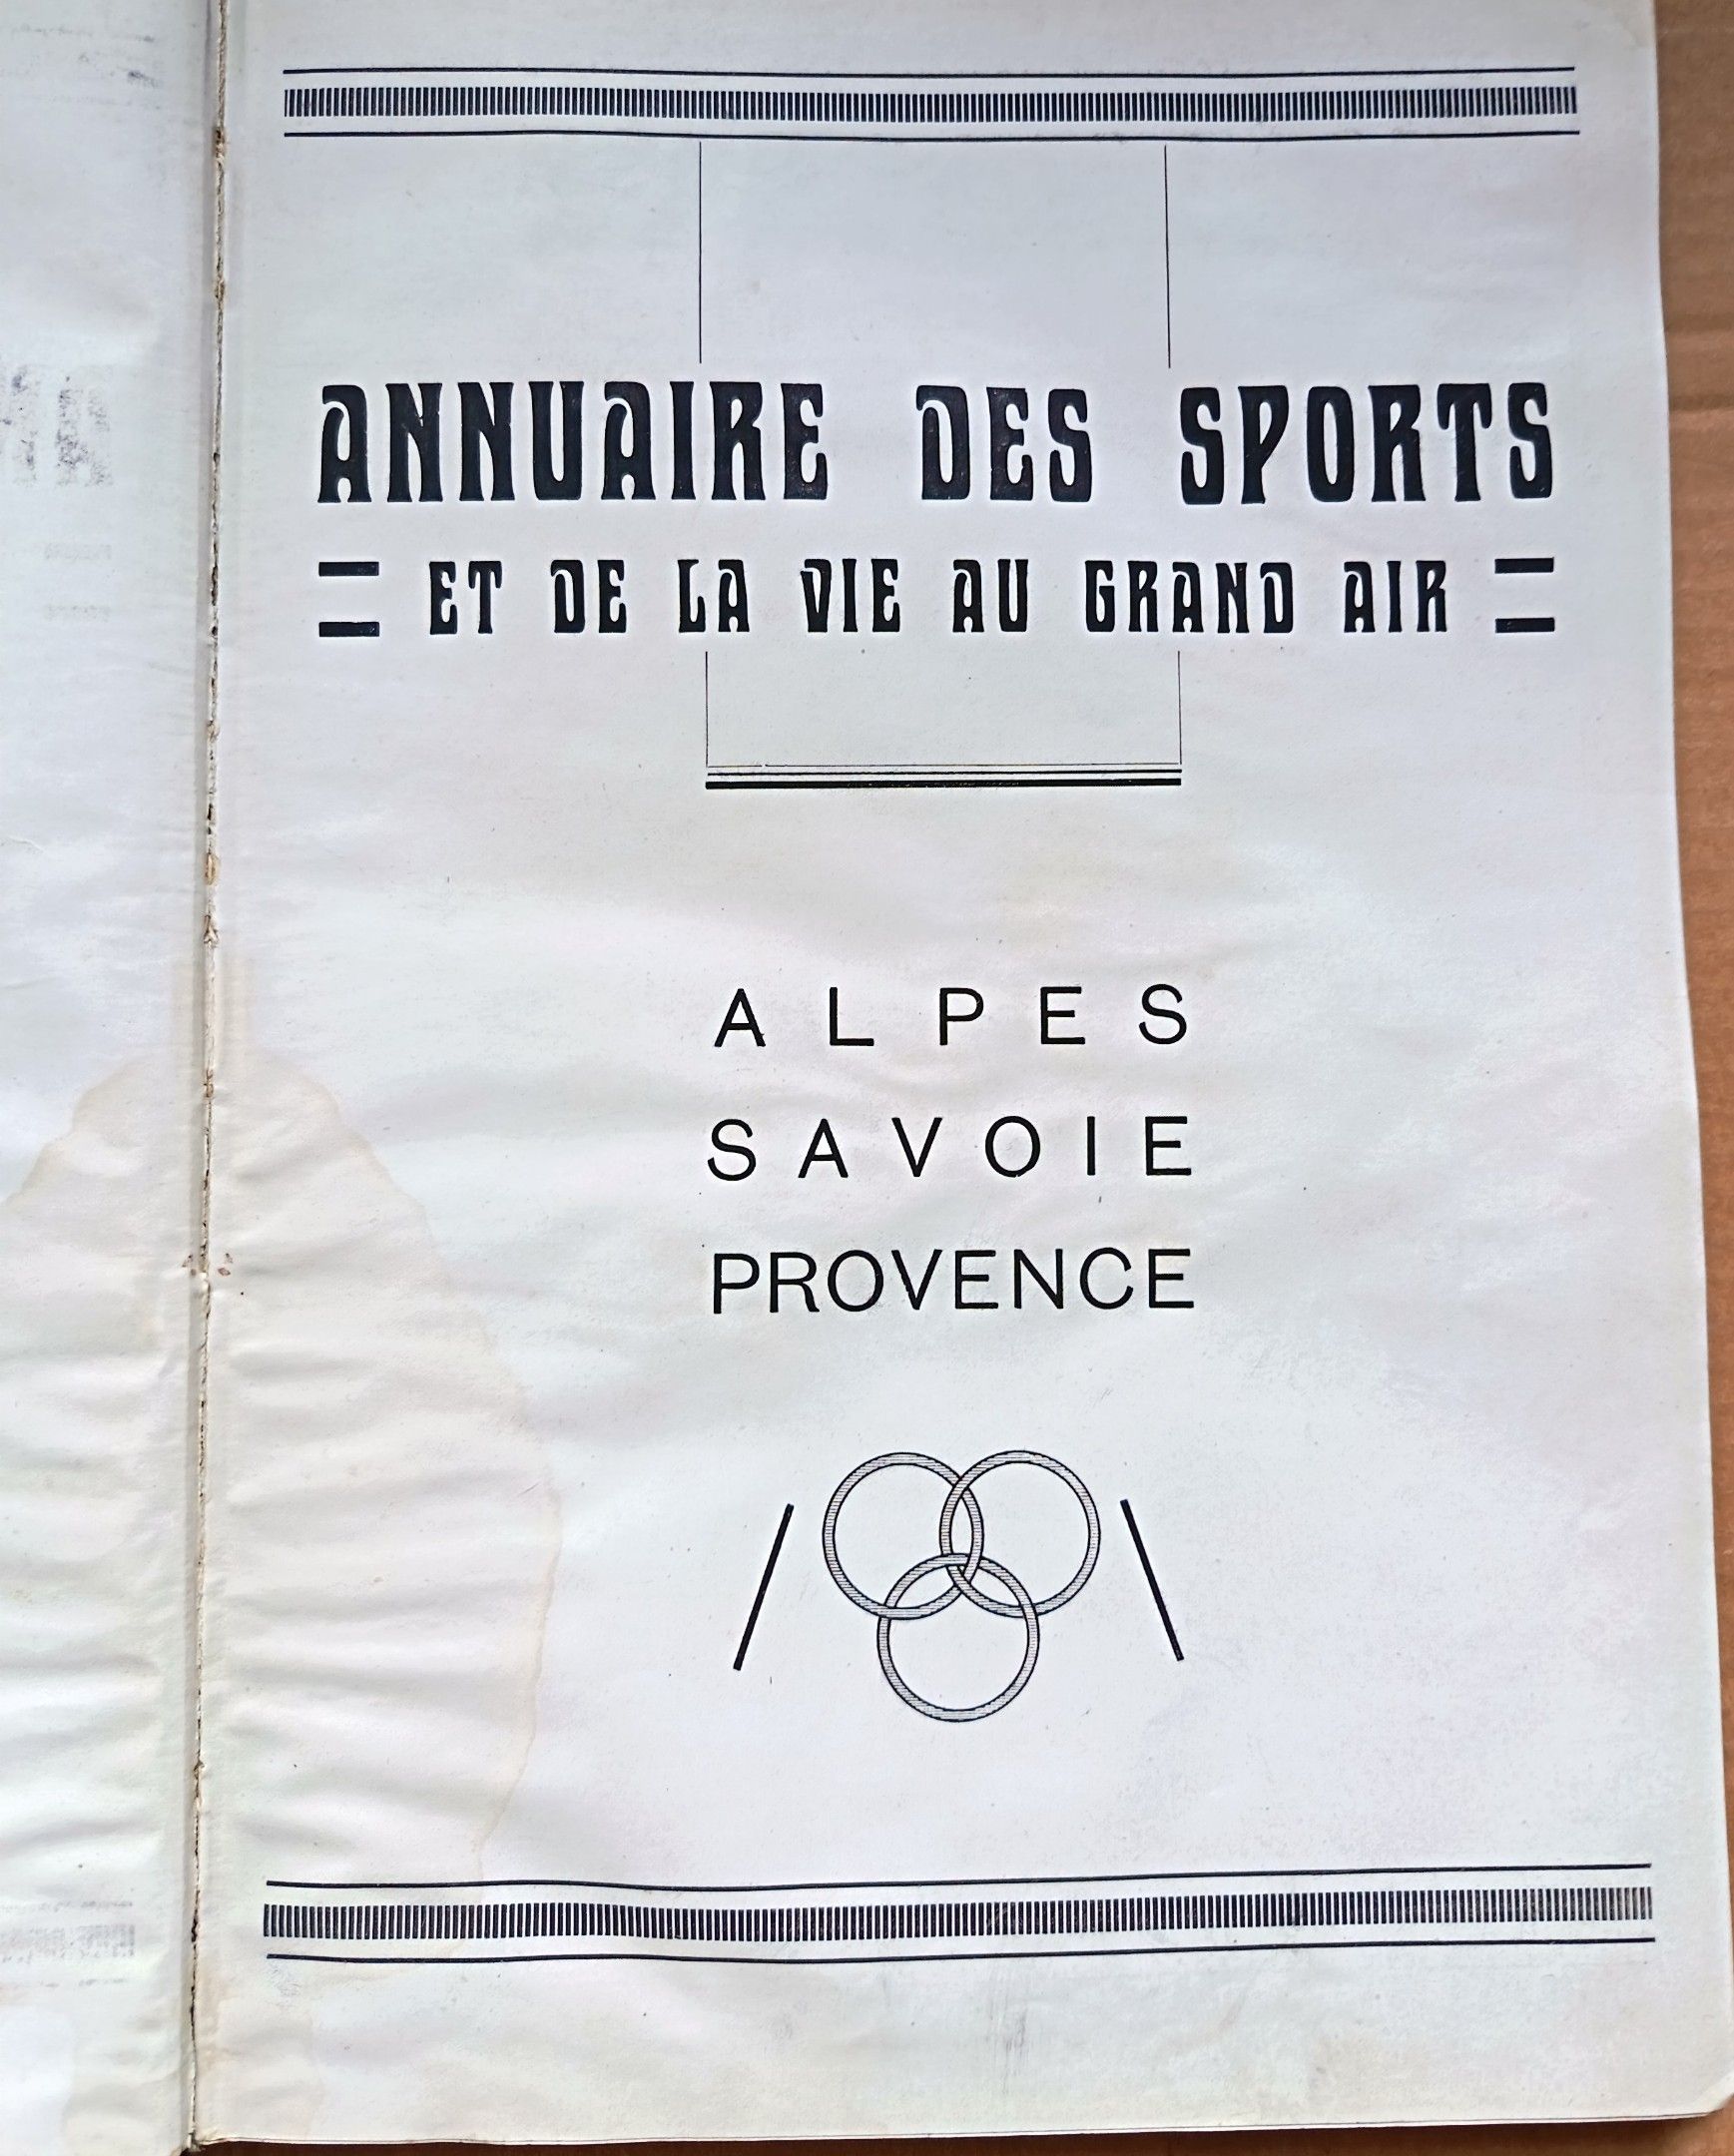 ANNUAIRE DES SPORTS
ET DE LA VIE AU GRAND AIR
ALPES
SAVOIE
PROVENCE